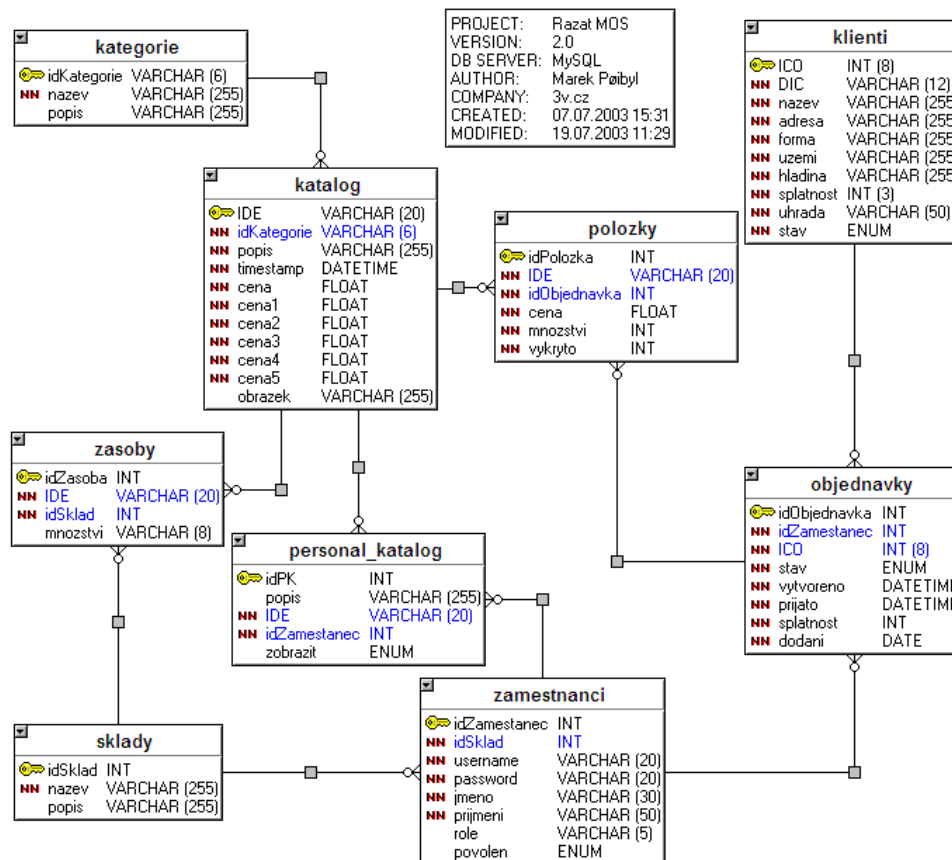 PROJECT: Razat MOS
VERSION: 2.0
DB SERVER: MySQL
AUTHOR: Marek Pøibyl
COMPANY: 3v.cz
CREATED: 07.07.2003 15:31
MODIFIED: 19.07.2003 11:29
kategorie
idKategorie VARCHAR (6)
NN nazev VARCHAR (255)
popis VARCHAR (255)
klienti
ICO INT (8)
NN DIC VARCHAR (12)
NN nazev VARCHAR (255
NN adresa VARCHAR (255
NN forma VARCHAR (255
NN uzemi VARCHAR (255
NN hladina VARCHAR (255
NN splatnost INT (3)
NN uhrada VARCHAR (50)
NN stav ENUM
katalog
IDE VARCHAR (20)
NN idKategorie VARCHAR (6)
NN popis VARCHAR (255)
NN timestamp DATETIME
NN cena FLOAT
NN cena1 FLOAT
NN cena2 FLOAT
NN cena3 FLOAT
NN cena4 FLOAT
NN cena5 FLOAT
obrazek VARCHAR (255)
polozky
idPolozka INT
NN IDE VARCHAR (20)
NN idObjednavka INT
NN cena FLOAT
NN mnozstvi INT
NN vykryto INT
zasoby
idZasoba INT
NN IDE VARCHAR (20)
NN idSklad INT
mnozstvi VARCHAR (8)
objednavky
idObjednavka INT
NN idZamestanec INT
NN ICO INT (8)
NN stav ENUM
NN vytvoreno DATETIME
NN prijato DATETIME
NN splatnost INT
NN dodani DATE
personal_katalog
idPK INT
popis VARCHAR (255)
NN IDE VARCHAR (20)
NN idZamestanec INT
zobrazit ENUM
sklady
idSklad INT
NN nazev VARCHAR (255)
popis VARCHAR (255)
zamestnanci
idZamestanec INT
NN idSklad INT
NN username VARCHAR (20)
NN password VARCHAR (20)
NN jmeno VARCHAR (30)
NN prijmeni VARCHAR (50)
role VARCHAR (5)
povolen ENUM